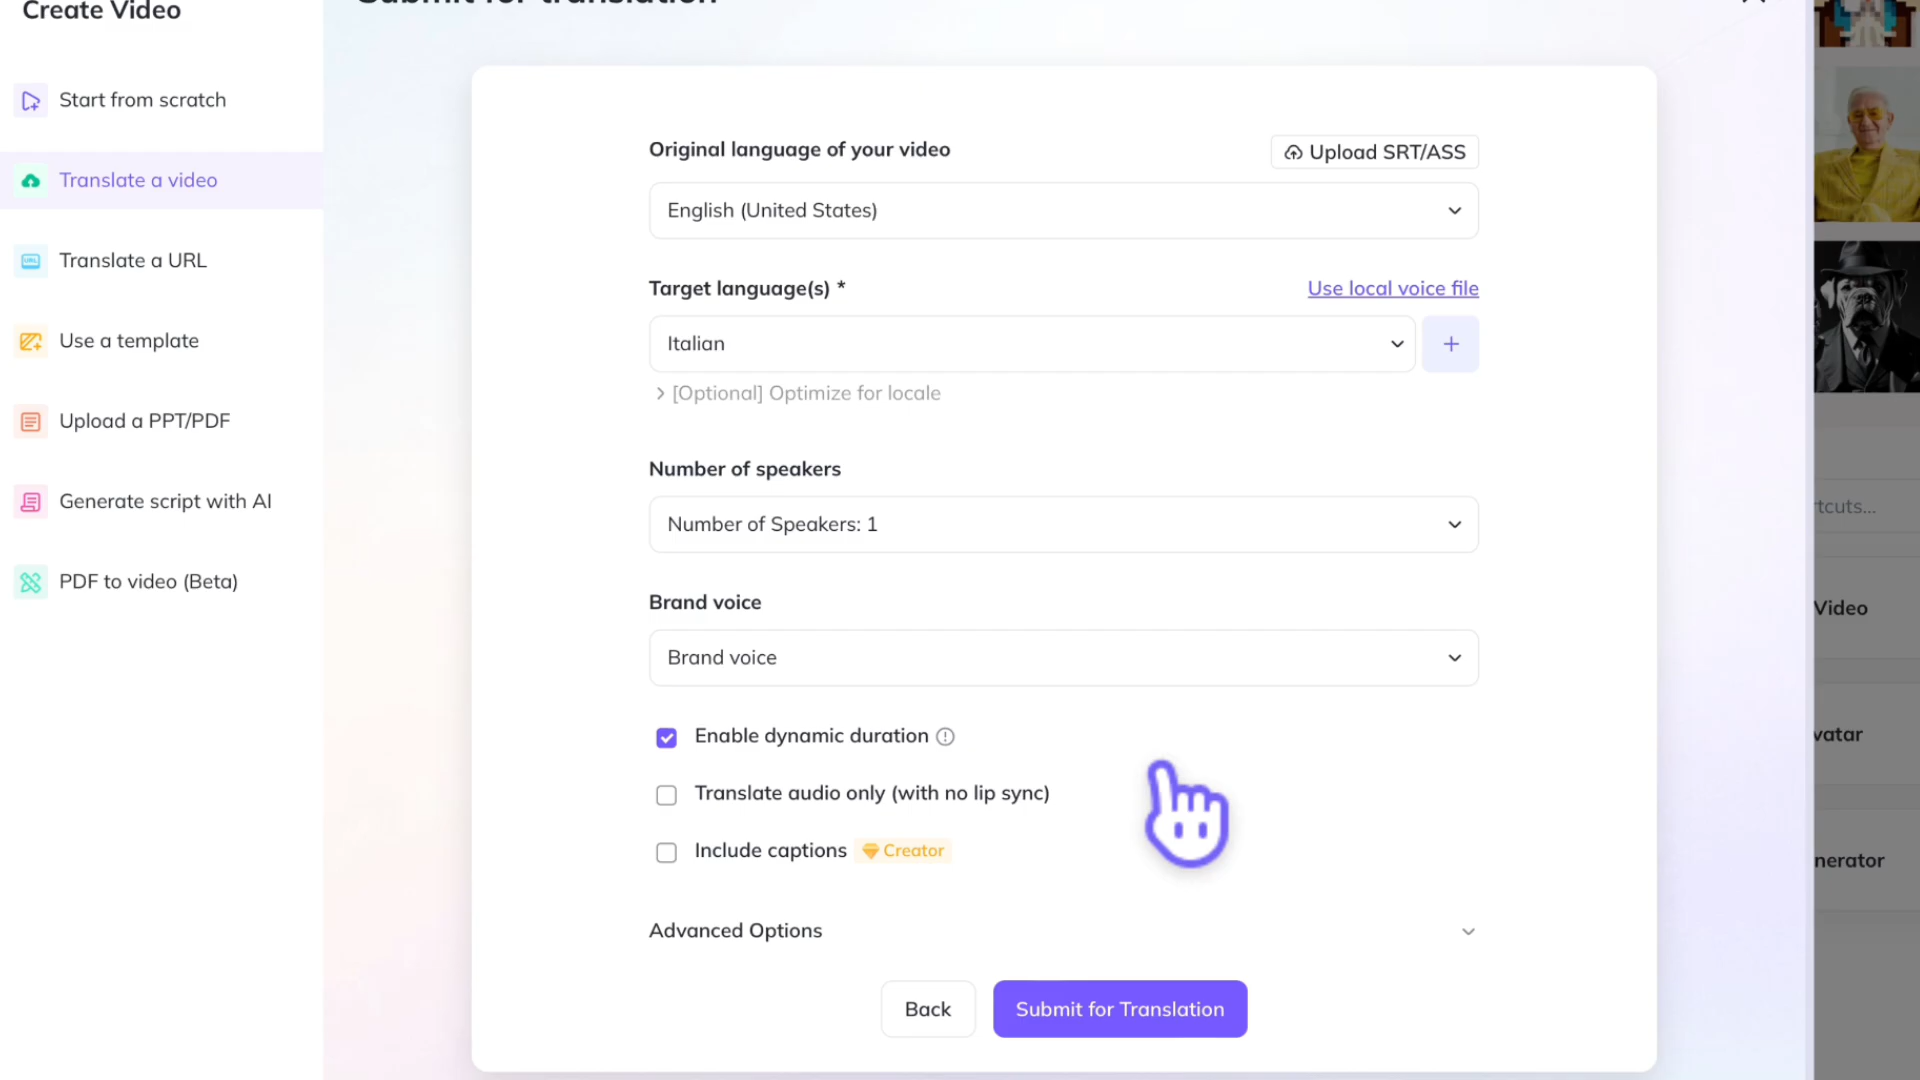 Create Video
Submit for translation
Start from scratch
Translate a video
URL
Translate a URL
Use a template
Upload a PPT/PDF
Generate script with AI
PDF to video (Beta)
Original language of your video
Upload SRT/ASS
English (United States)
Target language(s) *
Use local voice file
Italian
+
> [Optional] Optimize for locale
Number of speakers
Number of Speakers: 1
Brand voice
Brand voice
Enable dynamic duration
Translate audio only (with no lip sync)
Include captions
Creator
Advanced Options
Back
Submit for Translation
rtcuts...
Video
vatar
nerator